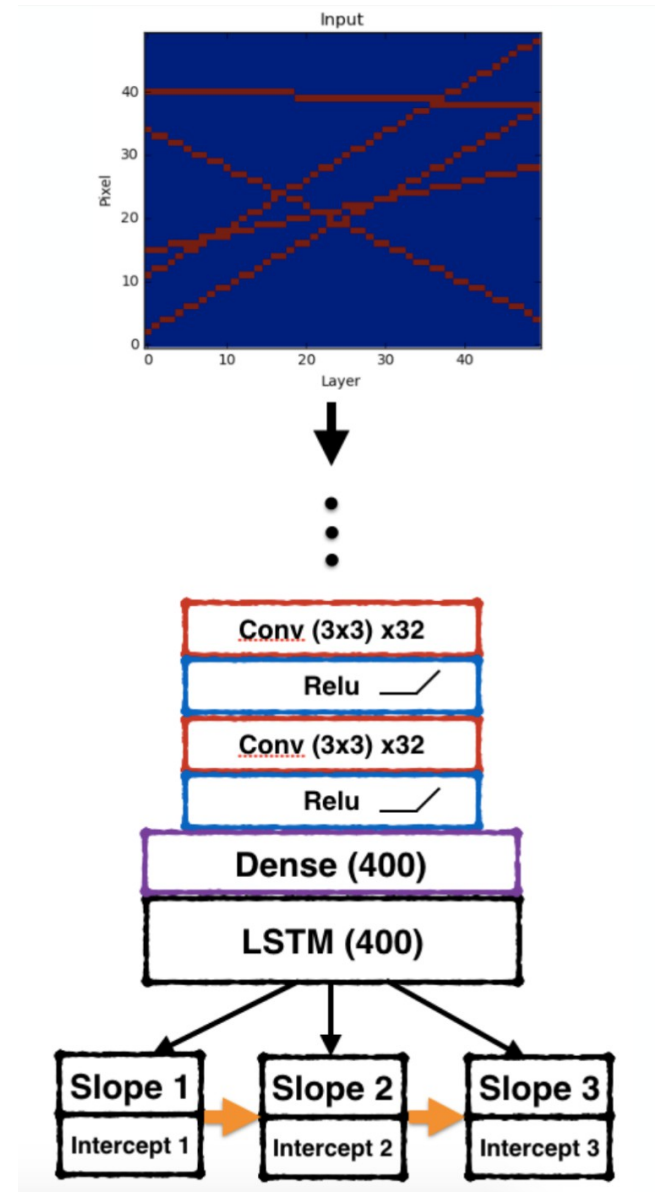 Input
40
30
20
10
0
Pixel
0 10 20 30 40
Layer
Conv (3x3) x32
Relu
Conv (3x3) x32
Relu
Dense (400)
LSTM (400)
Slope 1 Slope 2 Slope 3
Intercept 1 Intercept 2 Intercept 3